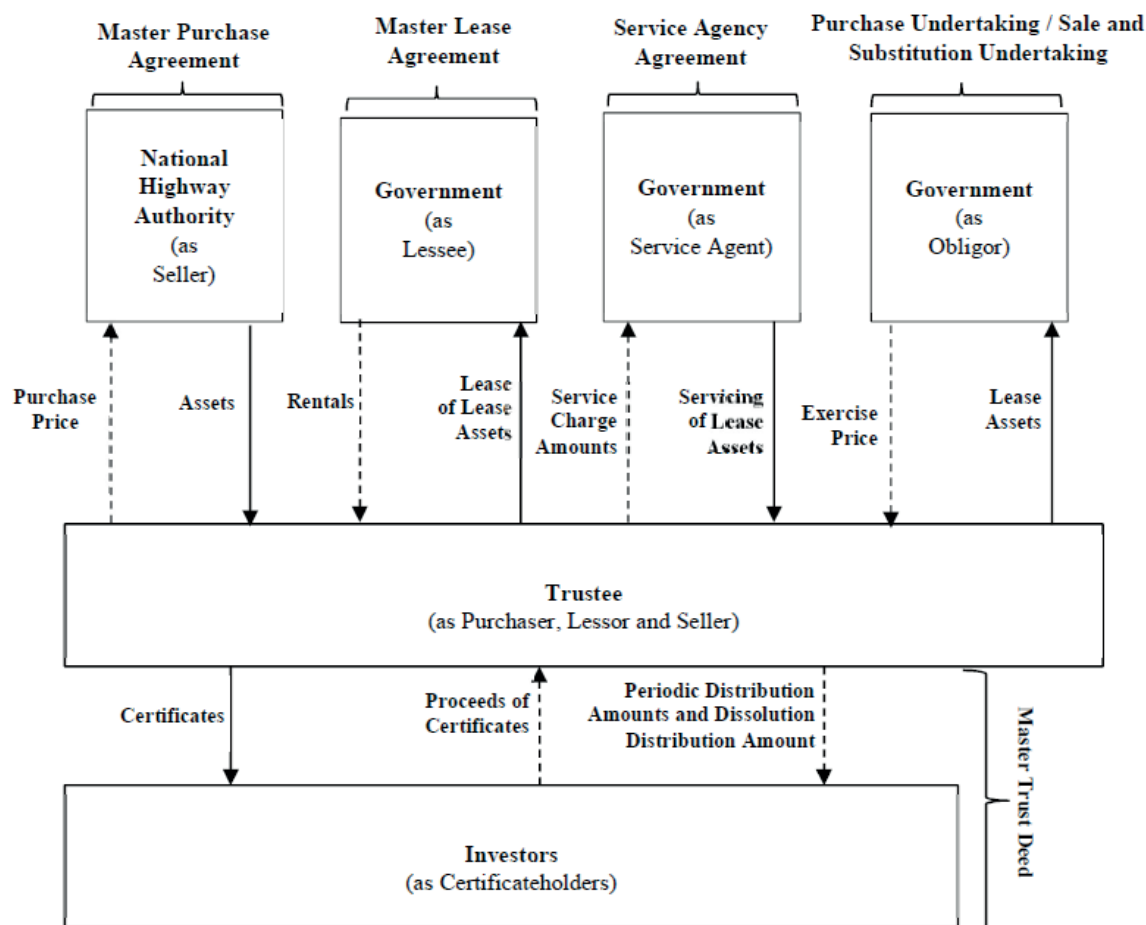 Master Purchase
Agreement
Master Lease
Agreement
Service Agency
Agreement
Purchase Undertaking / Sale and
Substitution Undertaking
National
Highway
Authority
(as
Seller)
Government
(as
Lessee)
Government
(as
Service Agent)
Government
(as
Obligor)
Purchase
Price
Assets
Rentals
Lease
of Lease
Assets
Service
Charge
Amounts
Servicing
of Lease
Assets
Exercise
Price
Lease
Assets
Trustee
(as Purchaser, Lessor and Seller)
Certificates
Proceeds of
Certificates
Periodic Distribution
Amounts and Dissolution
Distribution Amount
Master Trust Deed
Investors
(as Certificateholders)